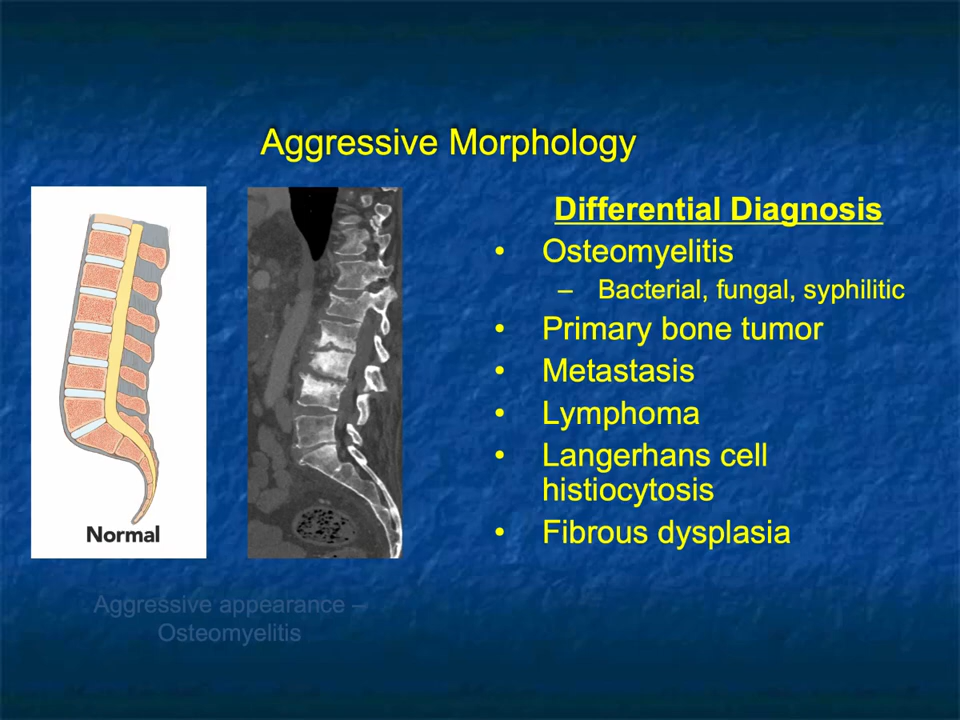 Aggressive Morphology
Differential Diagnosis
• Osteomyelitis
– Bacterial, fungal, syphilitic
• Primary bone tumor
• Metastasis
• Lymphoma
• Langerhans cell
histiocytosis
• Fibrous dysplasia
Normal
Aggressive appearance –
Osteomyelitis